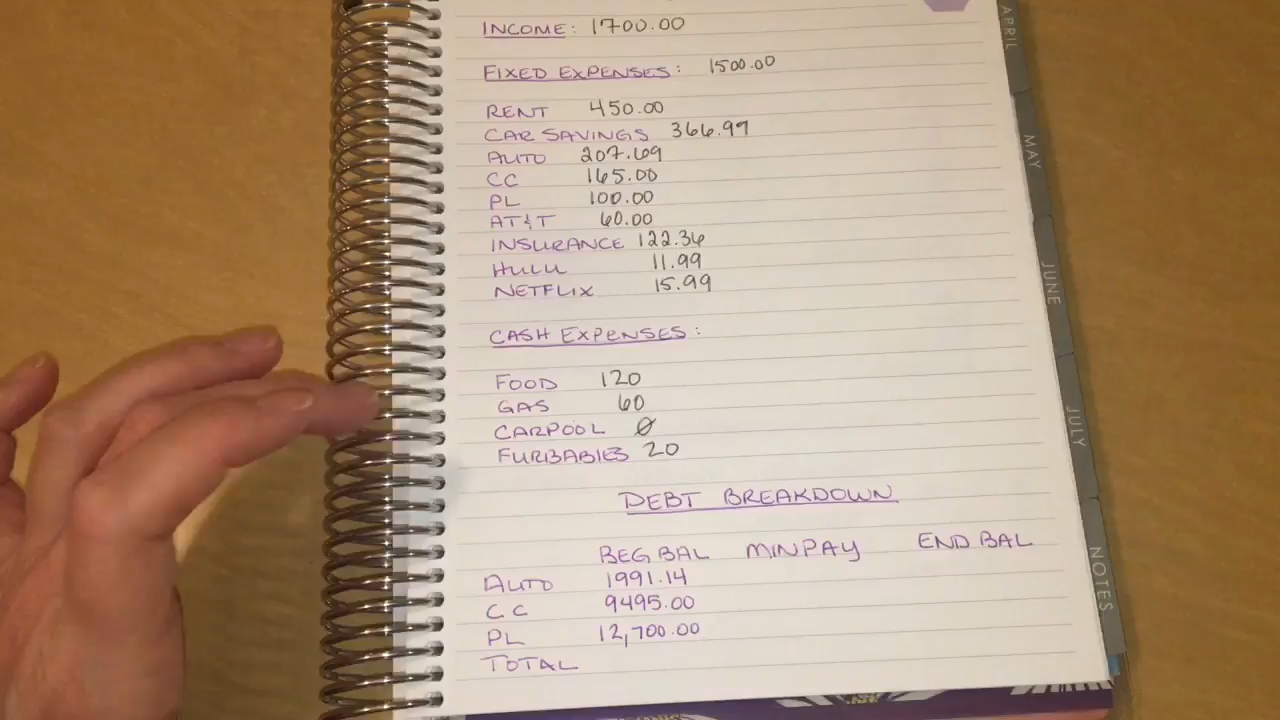 INCOME: 1700.00
FIXED EXPENSES: 1500.00
RENT 450.00
CAR SAVINGS 366.97
AUTO 207.69
CC 165.00
PL 100.00
AT&T 60.00
INSURANCE 122.36
HULU 11.99
NETFLIX 15.99
CASH EXPENSES:
FOOD 120
GAS 60
CARPOOL 0
FURBABIES 20
DEBT BREAKDOWN
BEG BAL MIN PAY END BAL
AUTO 1991.14
CC 9495.00
PL 12,700.00
TOTAL
APRIL
MAY
JUNE
JULY
NOTES